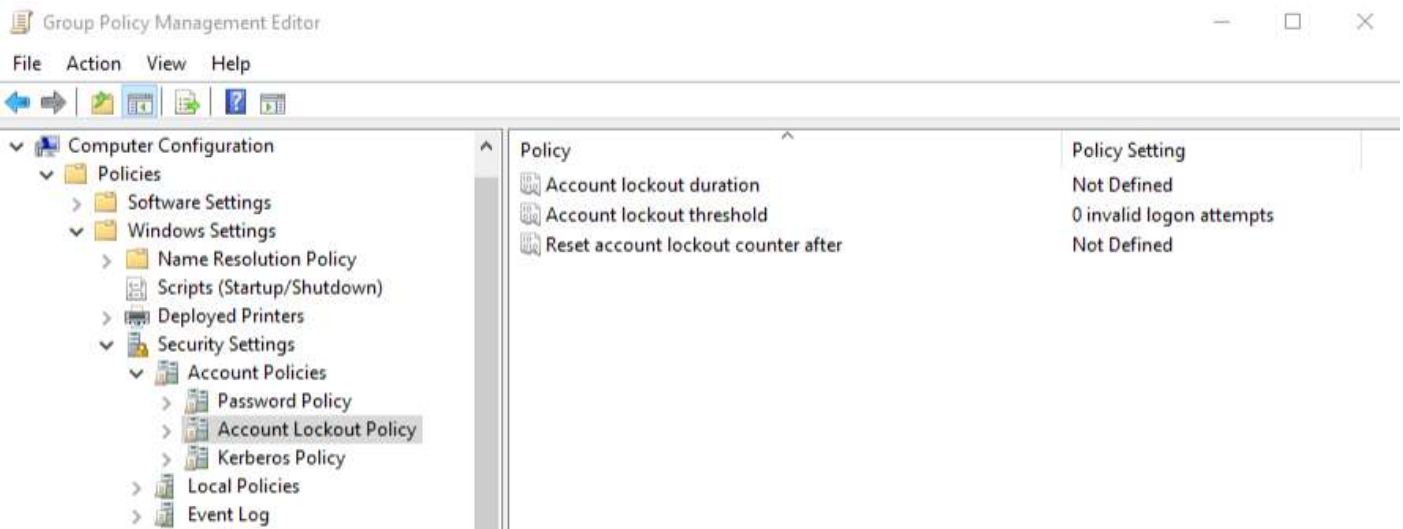 Group Policy Management Editor
File Action View Help
Computer Configuration
Policies
Software Settings
Windows Settings
Name Resolution Policy
Scripts (Startup/Shutdown)
Deployed Printers
Security Settings
Account Policies
Password Policy
Account Lockout Policy
Kerberos Policy
Local Policies
Event Log
Policy Policy Setting
Account lockout duration Not Defined
Account lockout threshold 0 invalid logon attempts
Reset account lockout counter after Not Defined